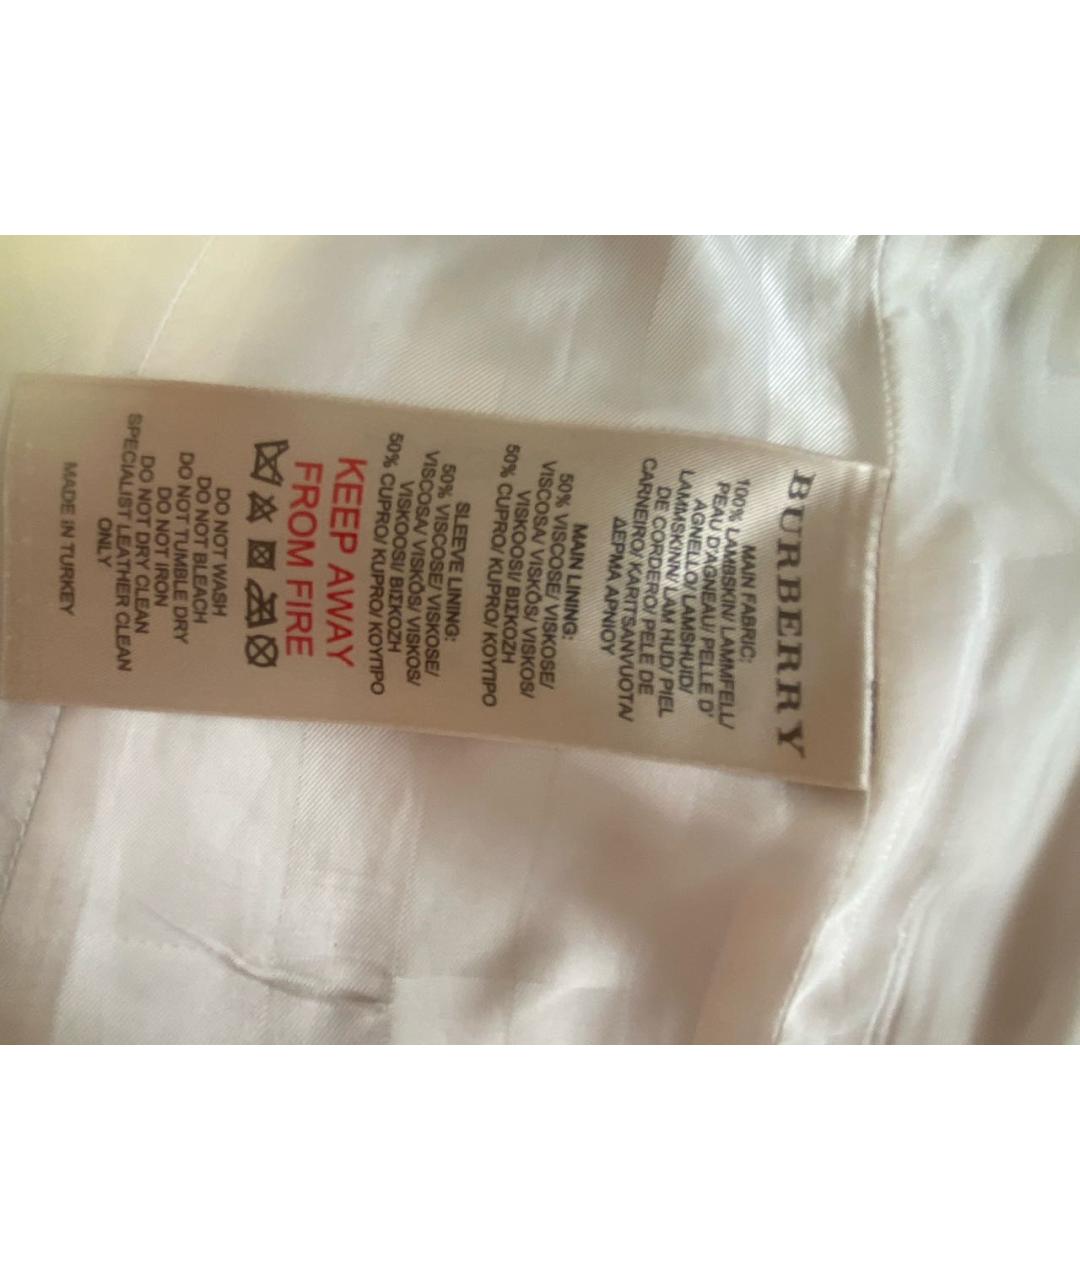 BURBERRY
MAIN FABRIC:
100% LAMBSKIN/ LAMMFELL/
PEAU D'AGNEAU/ PELLE D'
AGNELLO/ LAMSHUID/
LAMMSKINN/ LAM HUD/ PIEL
DE CORDERO/ PELE DE
CARNEIRO/ KARITSANVUOTA/
ΔΕΡΜΑ ΑΡΝΙΟΥ
MAIN LINING:
50% VISCOSE/ VISKOSE/
VISCOSA/ VISKÓS/ VISKOS/
VISKOOSI/ ΒΙΣΚΟΖΗ
50% CUPRO/ KUPRO/ ΚΟΥΠΡΟ
SLEEVE LINING:
50% VISCOSE/ VISKOSE/
VISCOSA/ VISKÓS/ VISKOS/
VISKOOSI/ ΒΙΣΚΟΖΗ
50% CUPRO/ KUPRO/ ΚΟΥΠΡΟ
KEEP AWAY
FROM FIRE
DO NOT WASH
DO NOT BLEACH
DO NOT TUMBLE DRY
DO NOT IRON
DO NOT DRY CLEAN
SPECIALIST LEATHER CLEAN
ONLY
MADE IN TURKEY